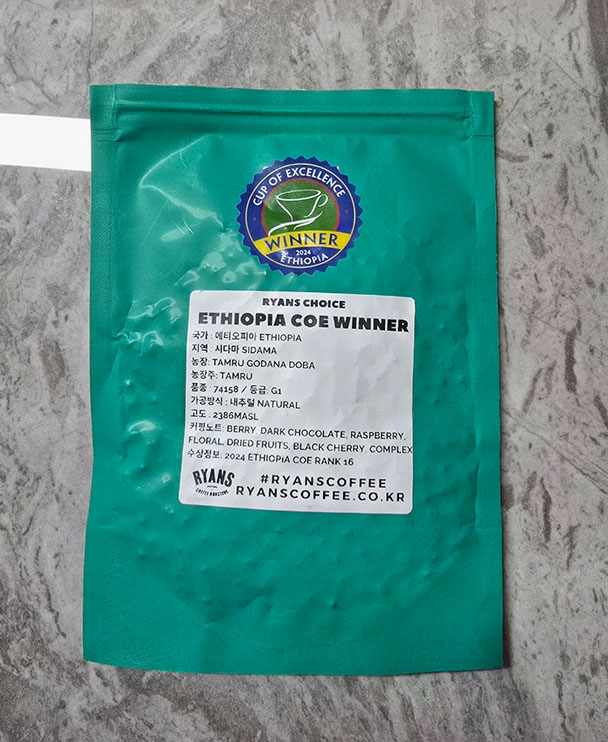 CUP OF EXCELLENCE
WINNER
2024
ETHIOPIA
RYANS CHOICE
ETHIOPIA COE WINNER
국가 : 에티오피아 ETHIOPIA
지역 : 시다마 SIDAMA
농장: TAMRU GODANA DOBA
농장주: TAMRU
품종 : 74158 / 등급: G1
가공방식 : 내추럴 NATURAL
고도 : 2386MASL
커핑노트: BERRY, DARK CHOCOLATE, RASPBERRY,
FLORAL, DRIED FRUITS, BLACK CHERRY, COMPLEX
수상정보: 2024 ETHIOPIA COE RANK 16
RYANS
COFFEE ROASTERS
#RYANSCOFFEE
RYANSCOFFEE.CO.KR